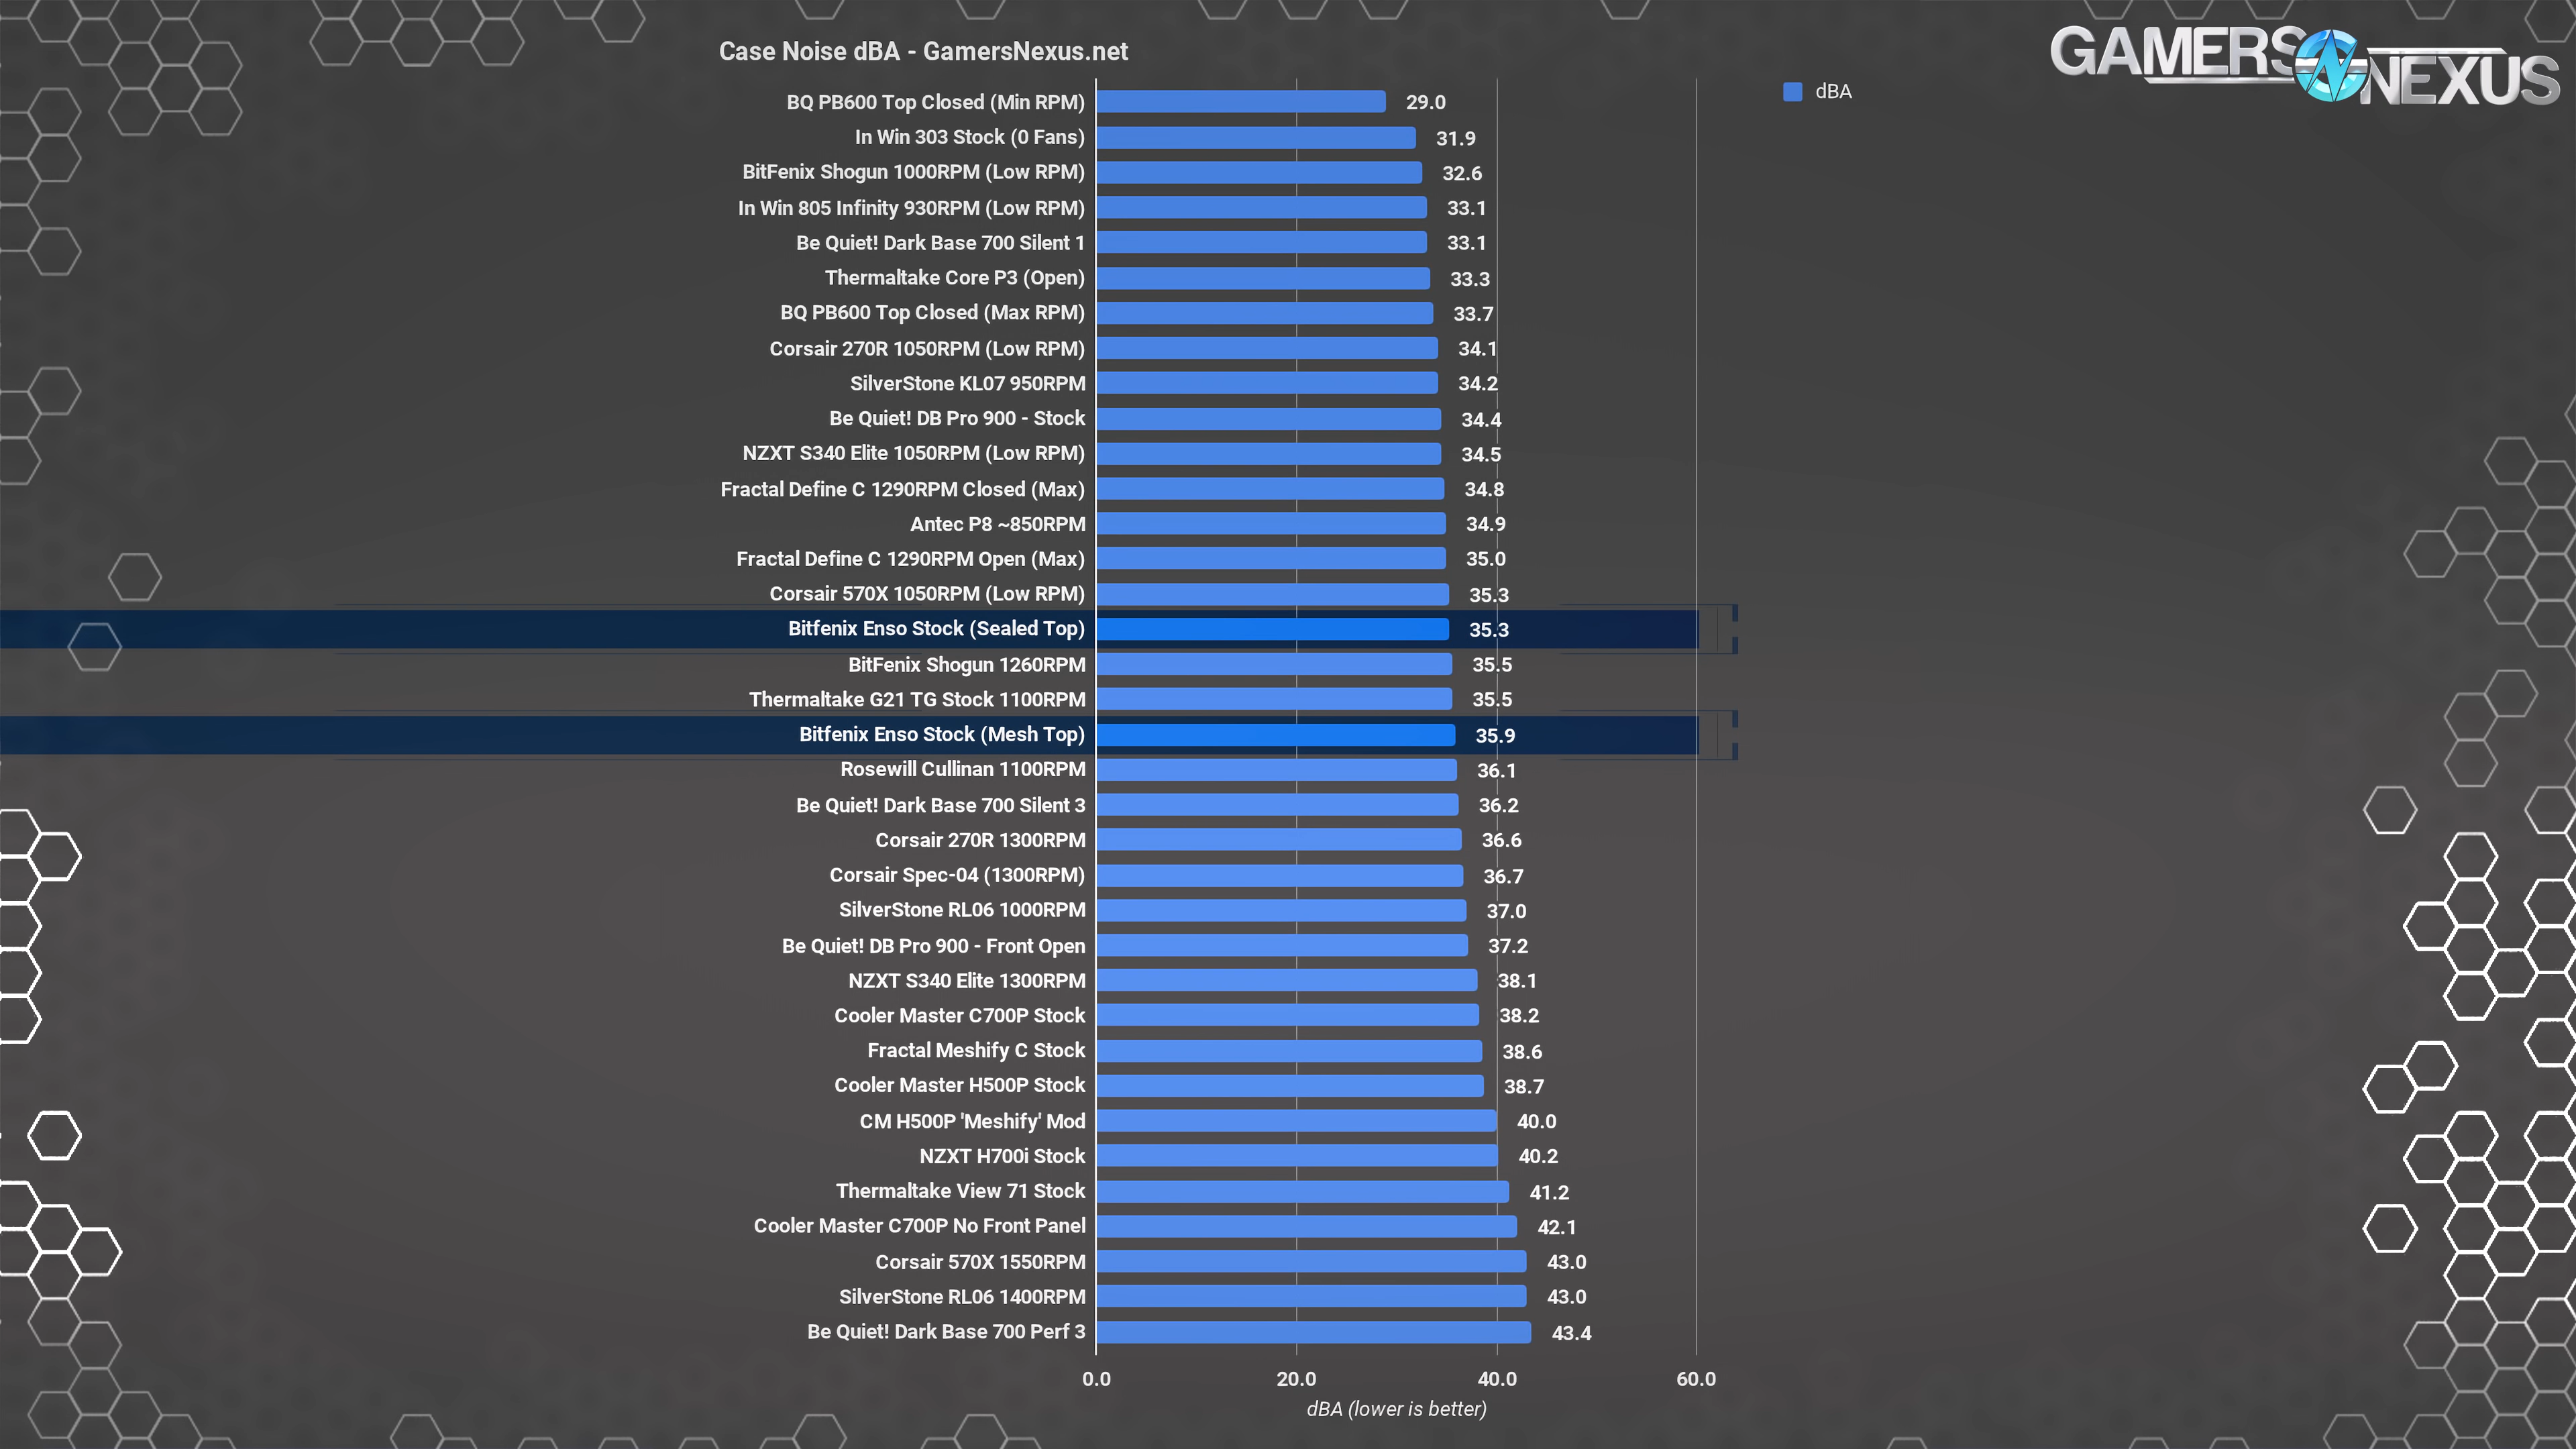 Case Noise dBA - GamersNexus.net
GAMERS NEXUS
dBA
BQ PB600 Top Closed (Min RPM) 29.0
In Win 303 Stock (0 Fans) 31.9
BitFenix Shogun 1000RPM (Low RPM) 32.6
In Win 805 Infinity 930RPM (Low RPM) 33.1
Be Quiet! Dark Base 700 Silent 1 33.1
Thermaltake Core P3 (Open) 33.3
BQ PB600 Top Closed (Max RPM) 33.7
Corsair 270R 1050RPM (Low RPM) 34.1
SilverStone KL07 950RPM 34.2
Be Quiet! DB Pro 900 - Stock 34.4
NZXT S340 Elite 1050RPM (Low RPM) 34.5
Fractal Define C 1290RPM Closed (Max) 34.8
Antec P8 ~850RPM 34.9
Fractal Define C 1290RPM Open (Max) 35.0
Corsair 570X 1050RPM (Low RPM) 35.3
Bitfenix Enso Stock (Sealed Top) 35.3
BitFenix Shogun 1260RPM 35.5
Thermaltake G21 TG Stock 1100RPM 35.5
Bitfenix Enso Stock (Mesh Top) 35.9
Rosewill Cullinan 1100RPM 36.1
Be Quiet! Dark Base 700 Silent 3 36.2
Corsair 270R 1300RPM 36.6
Corsair Spec-04 (1300RPM) 36.7
SilverStone RL06 1000RPM 37.0
Be Quiet! DB Pro 900 - Front Open 37.2
NZXT S340 Elite 1300RPM 38.1
Cooler Master C700P Stock 38.2
Fractal Meshify C Stock 38.6
Cooler Master H500P Stock 38.7
CM H500P 'Meshify' Mod 40.0
NZXT H700i Stock 40.2
Thermaltake View 71 Stock 41.2
Cooler Master C700P No Front Panel 42.1
Corsair 570X 1550RPM 43.0
SilverStone RL06 1400RPM 43.0
Be Quiet! Dark Base 700 Perf 3 43.4
0.0 20.0 40.0 60.0
dBA (lower is better)